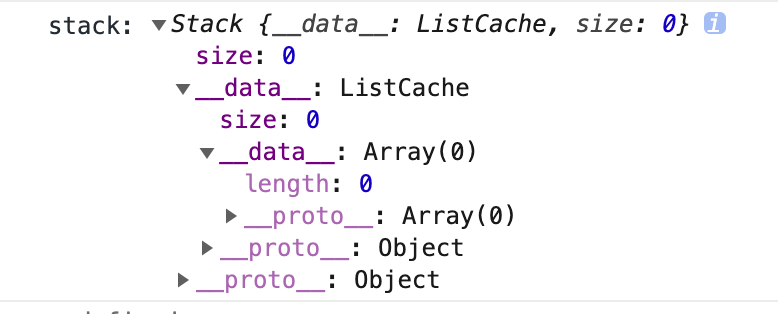 stack: ▼Stack {__data__: ListCache, size: 0} i
size: 0
▼__data__: ListCache
size: 0
▼__data__: Array(0)
length: 0
▶__proto__: Array(0)
▶__proto__: Object
▶__proto__: Object